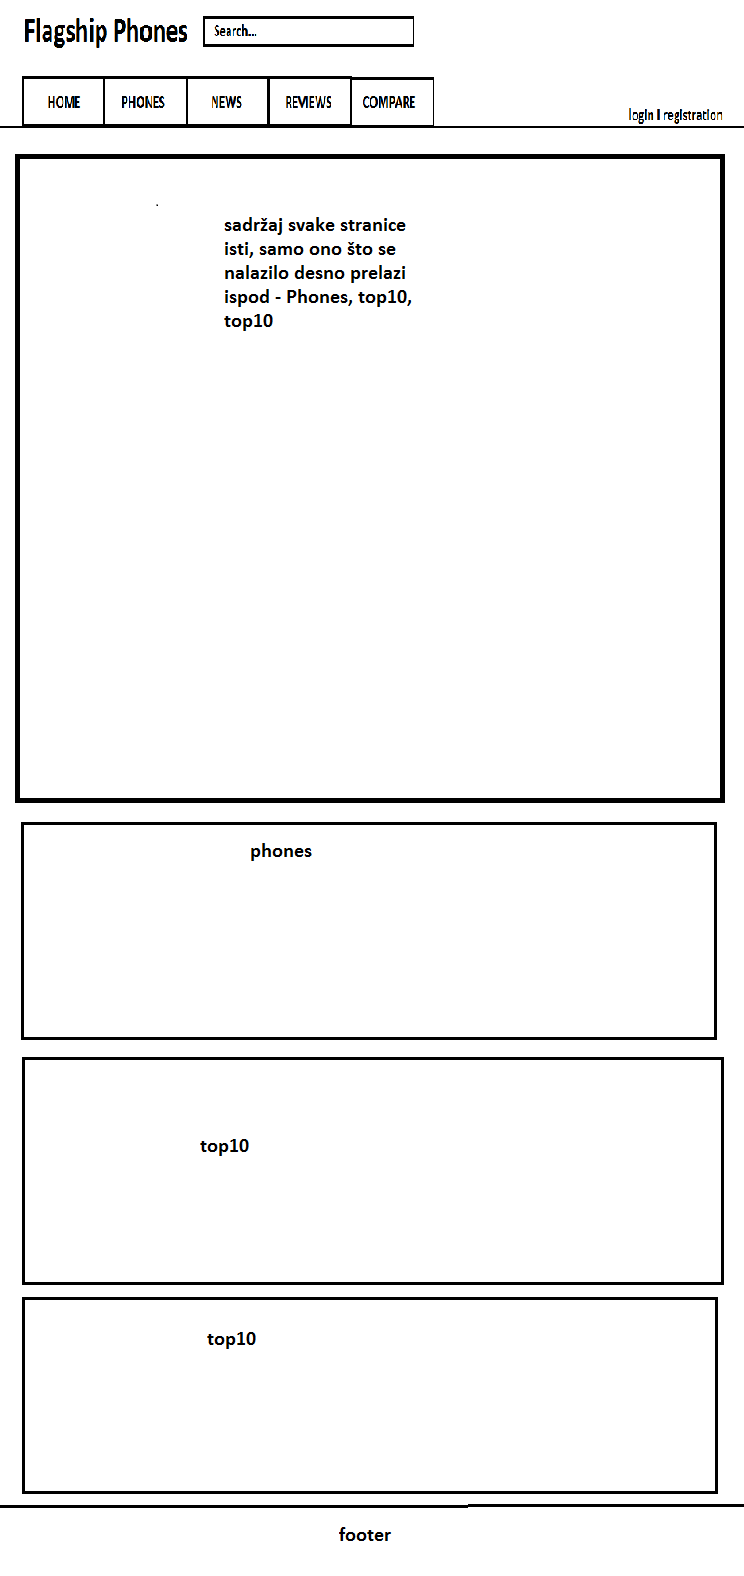 Flagship Phones
Search...
HOME
PHONES
NEWS
REVIEWS
COMPARE
login I registration
sadržaj svake stranice
isti, samo ono što se
nalazilo desno prelazi
ispod - Phones, top10,
top10
phones
top10
top10
footer